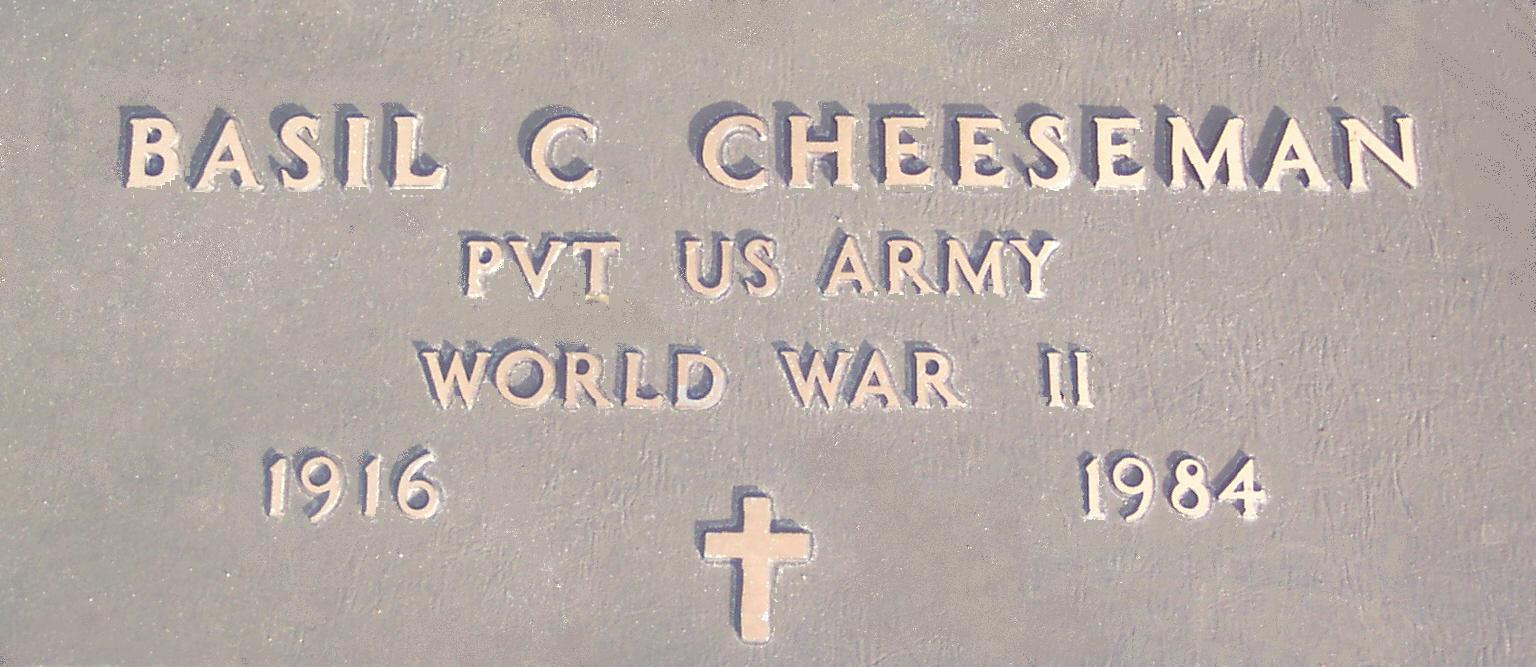 BASIL C CHEESEMAN
PVT US ARMY
WORLD WAR II
1916 1984